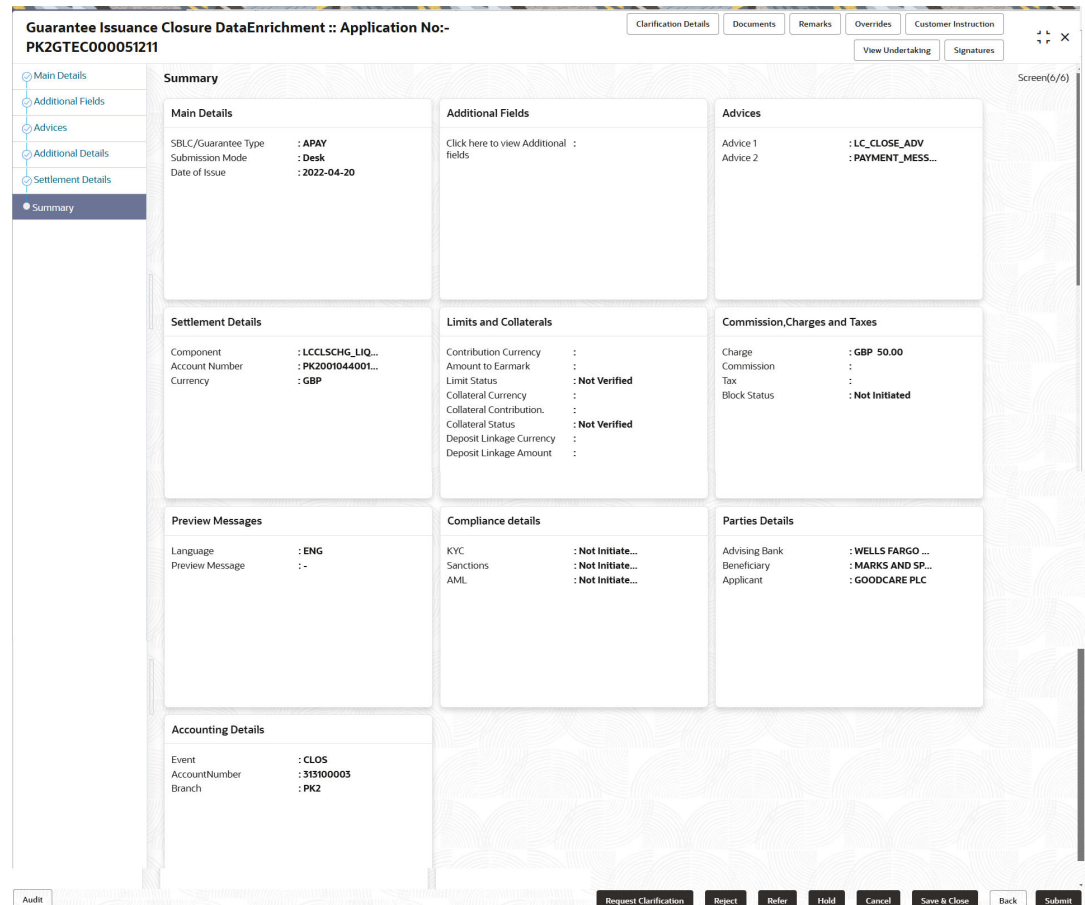 Guarantee Issuance Closure DataEnrichment :: Application No:-
PK2GTEC000051211
Clarification Details
Documents
Remarks
Overrides
Customer Instruction
View Undertaking
Signatures
Main Details
Additional Fields
Advices
Additional Details
Settlement Details
Summary
Summary
Screen(6/6)
Main Details
SBLC/Guarantee Type : APAY
Submission Mode : Desk
Date of Issue : 2022-04-20
Additional Fields
Click here to view Additional :
fields
Advices
Advice 1 : LC_CLOSE_ADV
Advice 2 : PAYMENT_MESS...
Settlement Details
Component : LCCLSCHG_LIQ...
Account Number : PK2001044001...
Currency : GBP
Limits and Collaterals
Contribution Currency :
Amount to Earmark :
Limit Status : Not Verified
Collateral Currency :
Collateral Contribution. :
Collateral Status : Not Verified
Deposit Linkage Currency :
Deposit Linkage Amount :
Commission,Charges and Taxes
Charge : GBP 50.00
Commission :
Tax :
Block Status : Not Initiated
Preview Messages
Language : ENG
Preview Message : -
Compliance details
KYC : Not Initiate...
Sanctions : Not Initiate...
AML : Not Initiate...
Parties Details
Advising Bank : WELLS FARGO ...
Beneficiary : MARKS AND SP...
Applicant : GOODCARE PLC
Accounting Details
Event : CLOS
AccountNumber : 313100003
Branch : PK2
Audit
Request Clarification
Reject
Refer
Hold
Cancel
Save & Close
Back
Submit